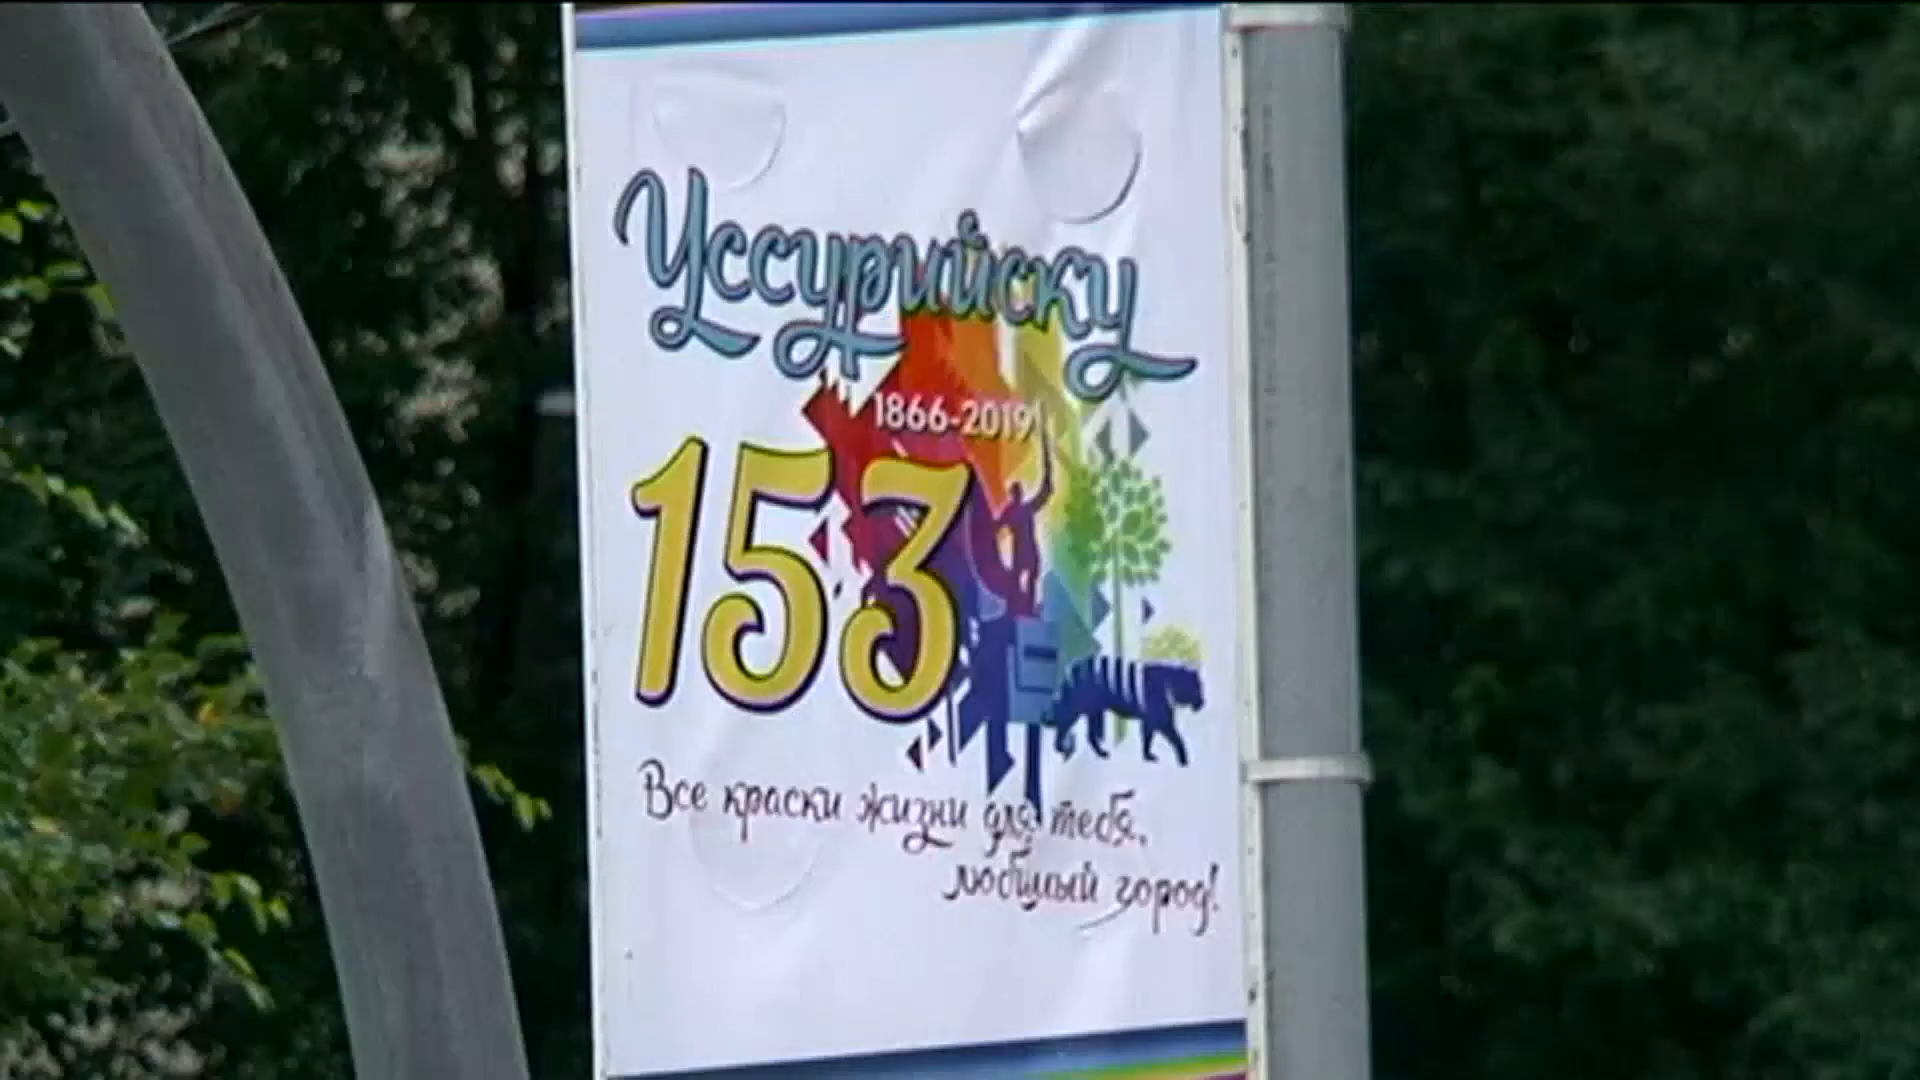 Уссурийску
1866-2019
153
Все краски жизни для тебя,
любимый город!